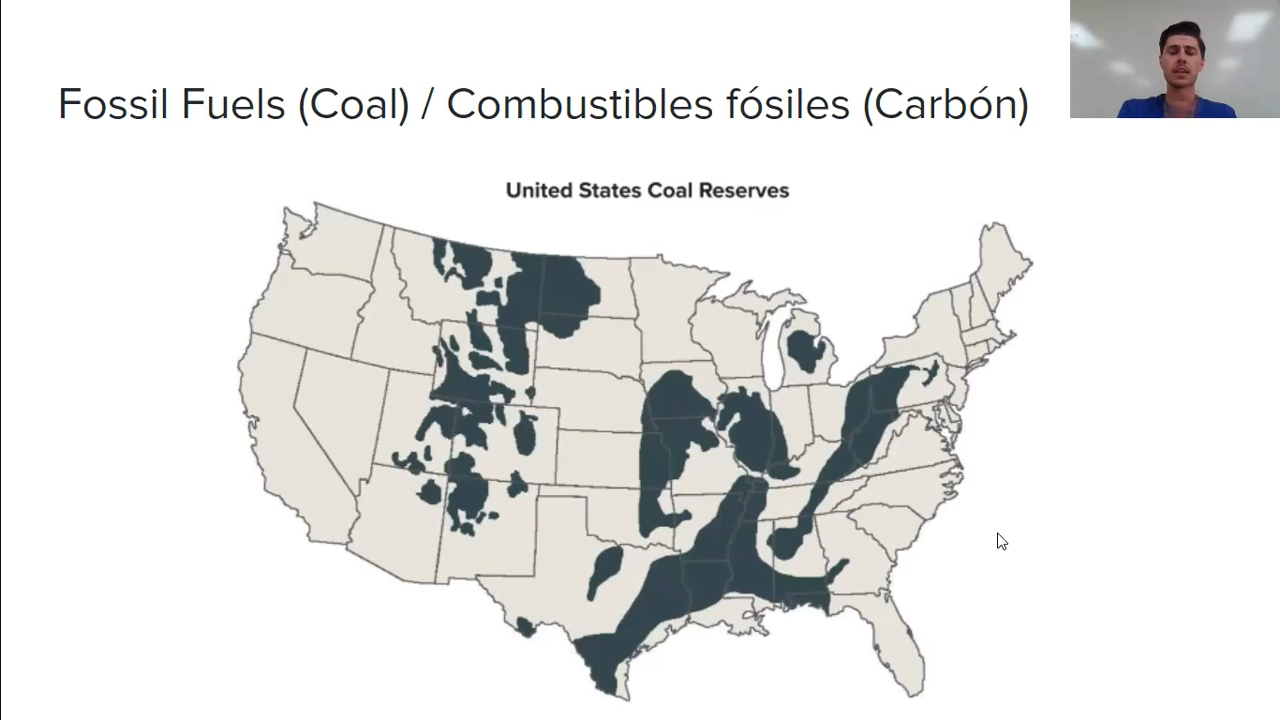 Fossil Fuels (Coal) / Combustibles fósiles (Carbón)
United States Coal Reserves